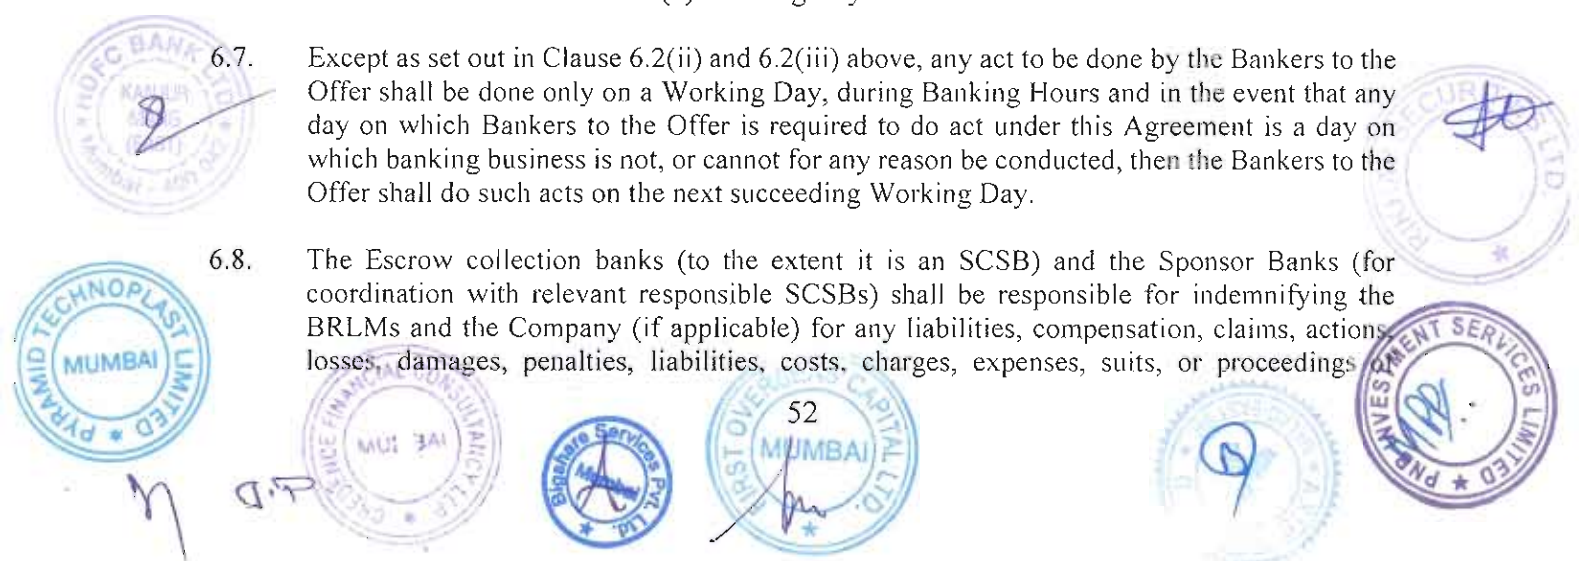 6.7. Except as set out in Clause 6.2(ii) and 6.2(iii) above, any act to be done by the Bankers to the
Offer shall be done only on a Working Day, during Banking Hours and in the event that any
day on which Bankers to the Offer is required to do act under this Agreement is a day on
which banking business is not, or cannot for any reason be conducted, then the Bankers to the
Offer shall do such acts on the next succeeding Working Day.
6.8. The Escrow collection banks (to the extent it is an SCSB) and the Sponsor Banks (for
coordination with relevant responsible SCSBs) shall be responsible for indemnifying the
BRLMs and the Company (if applicable) for any liabilities, compensation, claims, actions,
losses, damages, penalties, liabilities, costs, charges, expenses, suits, or proceedings of
52
HDFC BANK LTD
PYRAMID TECHNOPLAST LIMITED
MUMBAI
CREDENCE FINANCIAL CONSULTANCY LLP
Bigshare Services Pvt. Ltd.
Mumbai
FIRST OVERSEAS CAPITAL LTD.
MUMBAI
PNB INVESTMENT SERVICES LIMITED
SECURITIES LTD.